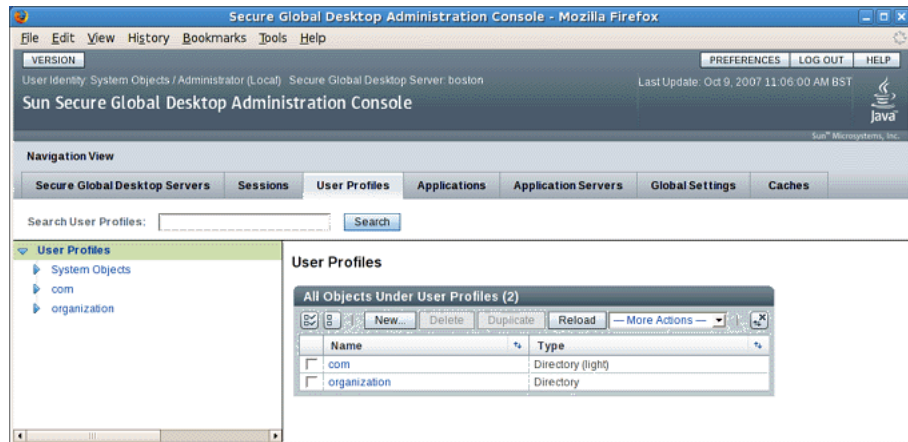 Secure Global Desktop Administration Console - Mozilla Firefox
File Edit View History Bookmarks Tools Help
VERSION PREFERENCES LOG OUT HELP
User Identity: System Objects / Administrator (Local) Secure Global Desktop Server: boston Last Update: Oct 9, 2007 11:06:00 AM BST
Sun Secure Global Desktop Administration Console
Java
Sun™ Microsystems, Inc.
Navigation View
Secure Global Desktop Servers Sessions User Profiles Applications Application Servers Global Settings Caches
Search User Profiles: Search
User Profiles
System Objects
com
organization
User Profiles
All Objects Under User Profiles (2)
New... Delete Duplicate Reload — More Actions —
Name Type
com Directory (light)
organization Directory